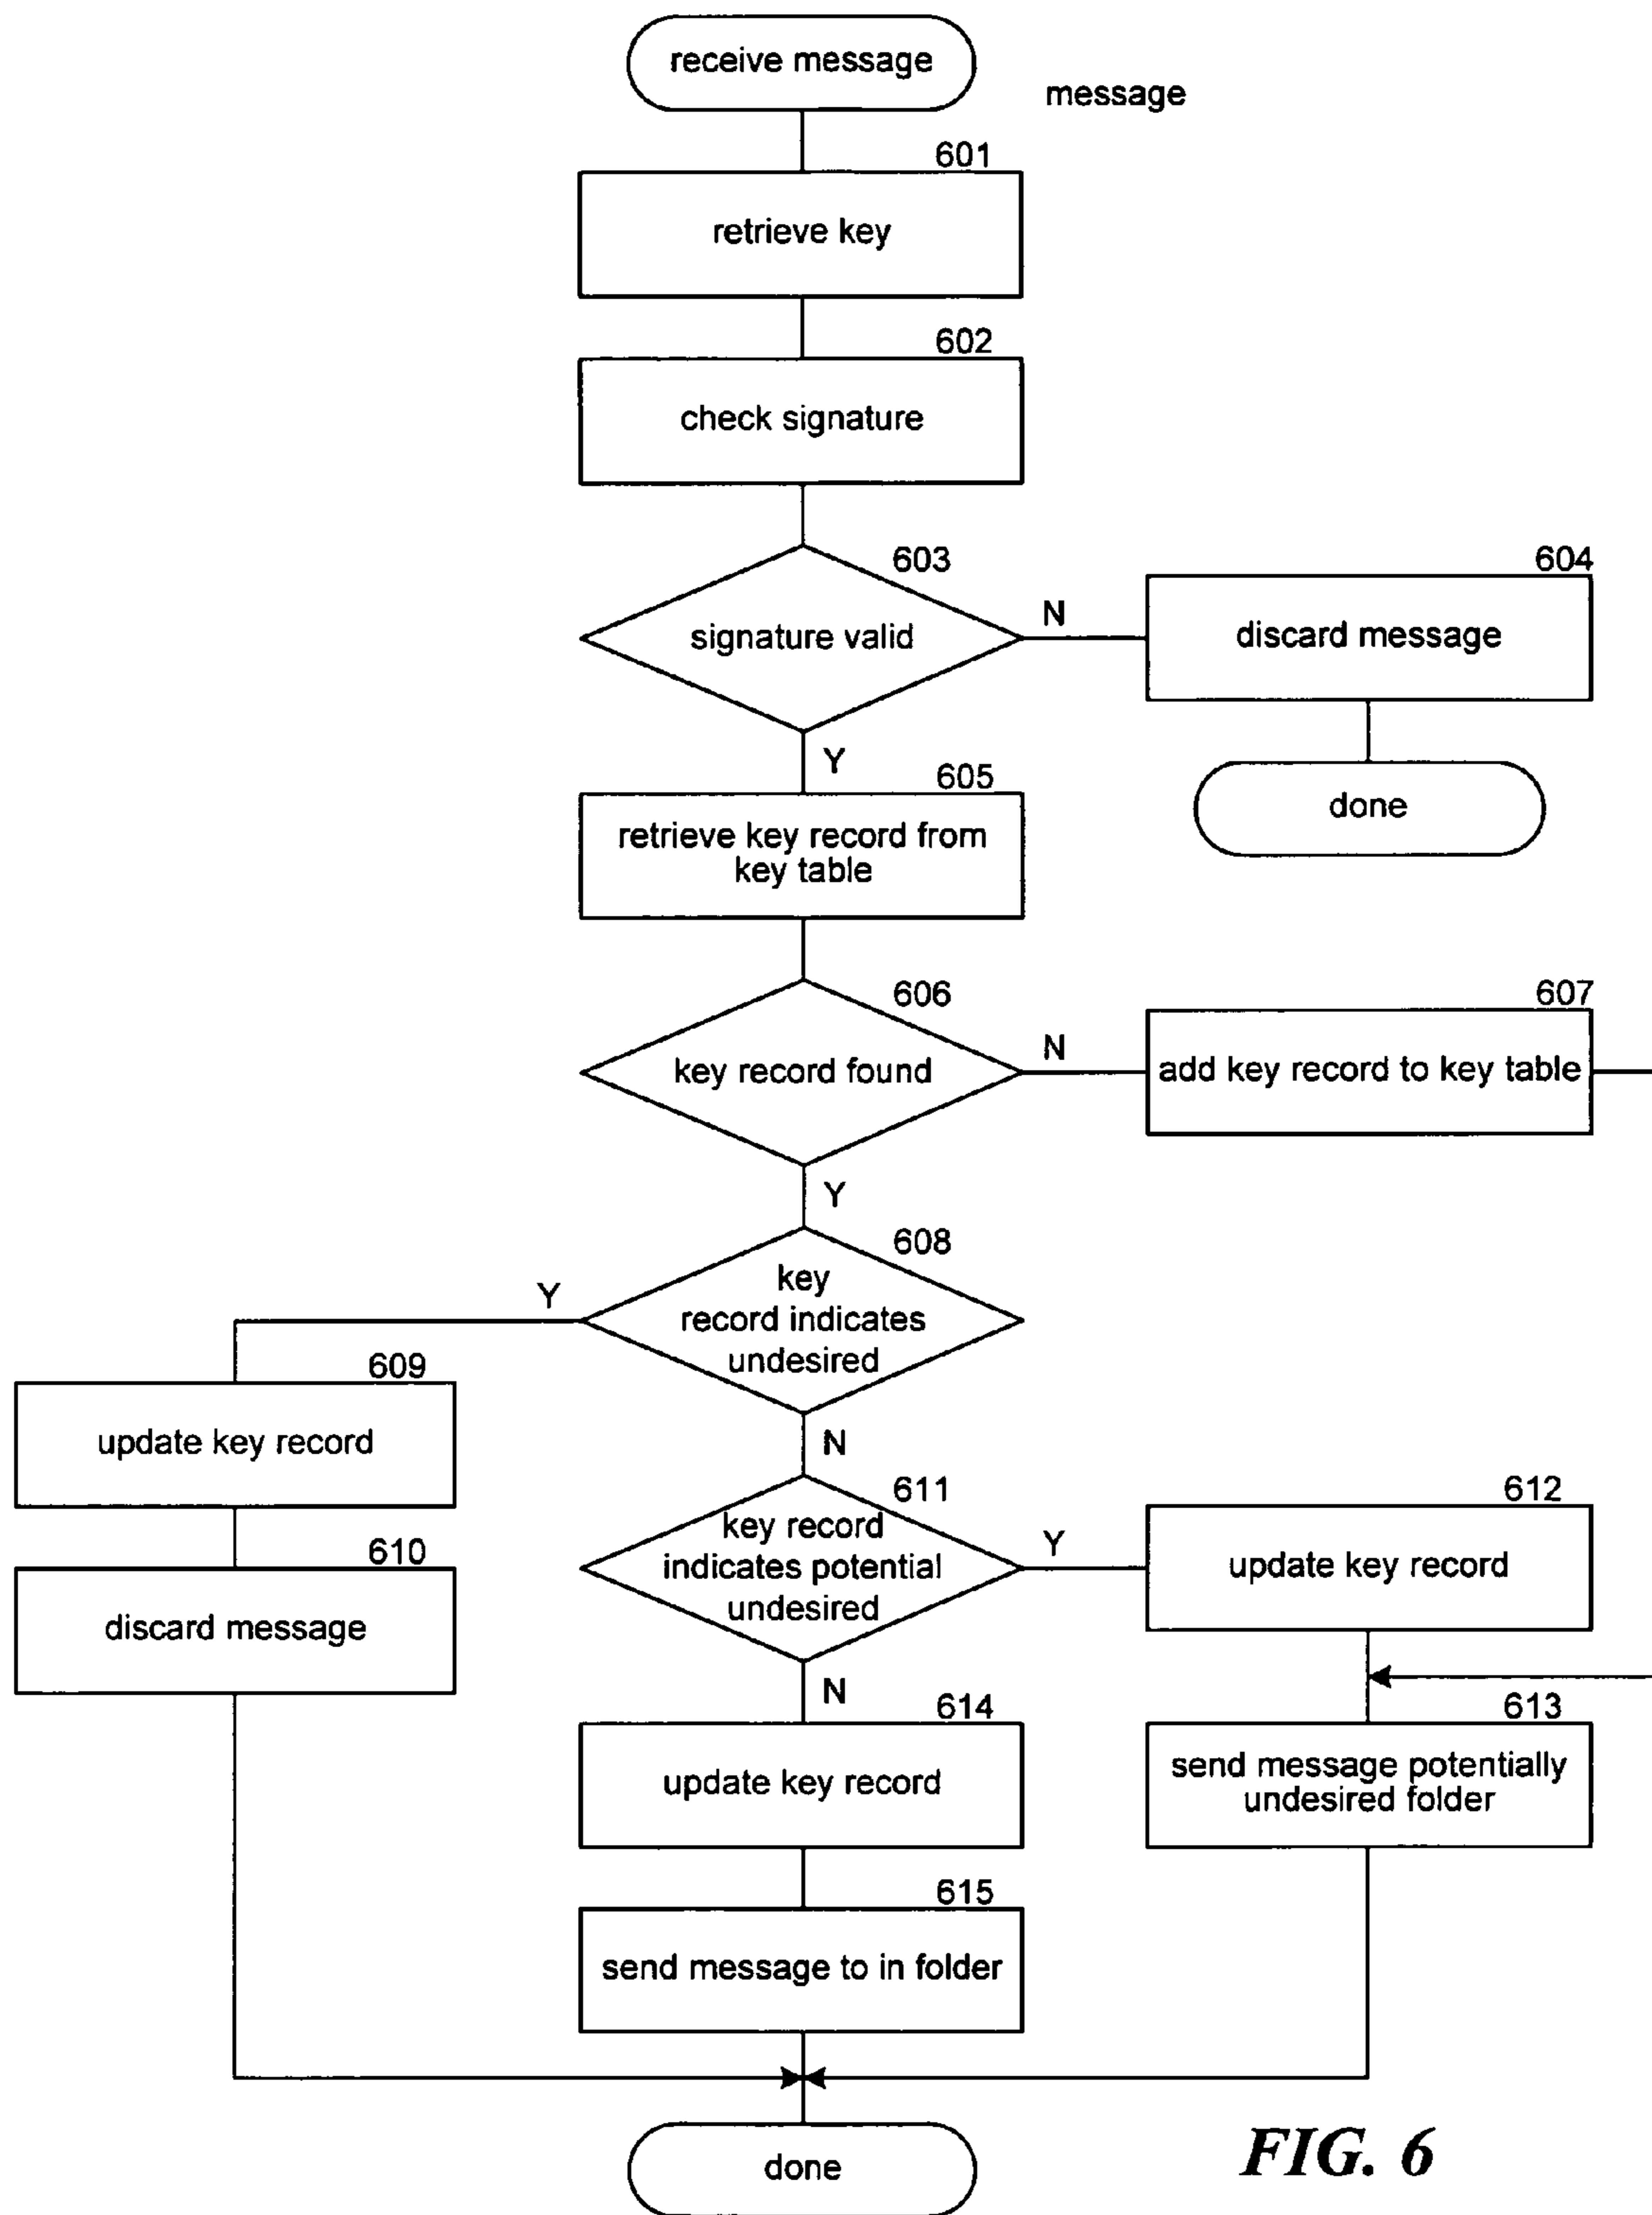 receive message
message
601
retrieve key
602
check signature
603
signature valid
N
604
discard message
done
Y
605
retrieve key record from
key table
606
key record found
N
607
add key record to key table
Y
608
key
record indicates
undesired
Y
609
update key record
610
discard message
N
611
key record
indicates potential
undesired
Y
612
update key record
613
send message potentially
undesired folder
N
614
update key record
615
send message to in folder
done
FIG. 6